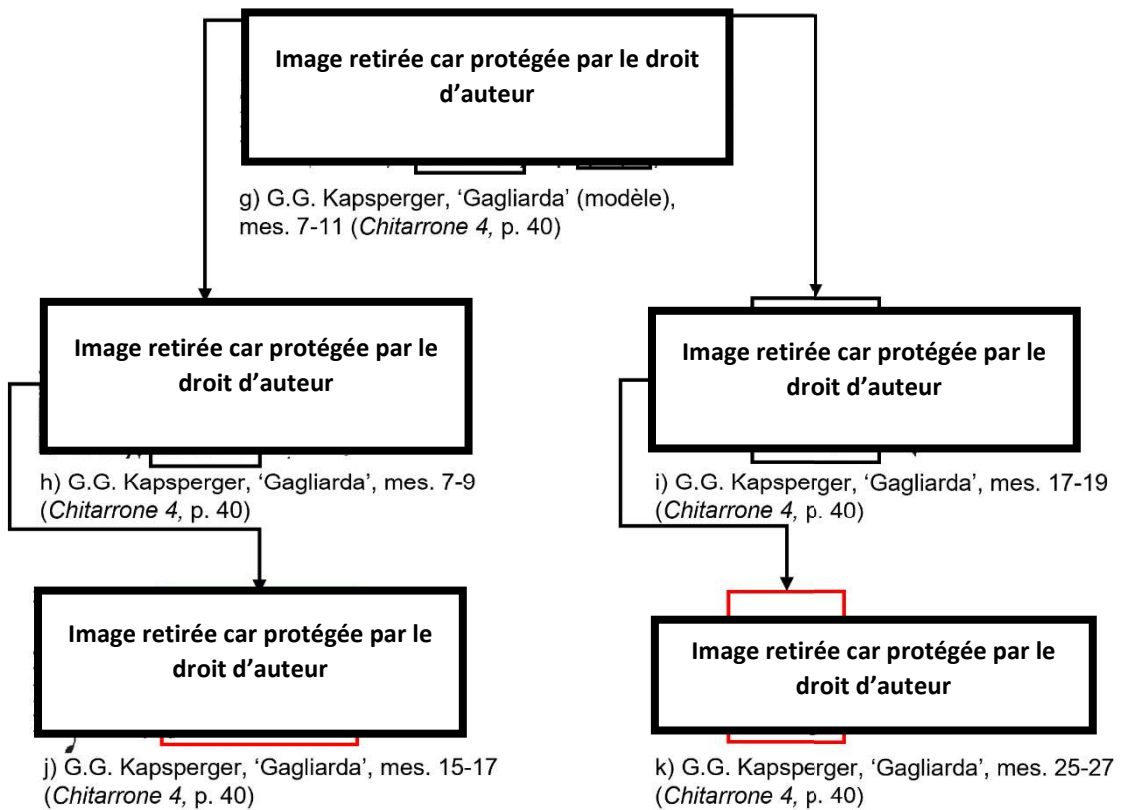 Image retirée car protégée par le droit
d’auteur
g) G.G. Kapsperger, ‘Gagliarda’ (modèle),
mes. 7-11 (Chitarrone 4, p. 40)
Image retirée car protégée par le
droit d’auteur
h) G.G. Kapsperger, ‘Gagliarda’, mes. 7-9
(Chitarrone 4, p. 40)
Image retirée car protégée par le
droit d’auteur
i) G.G. Kapsperger, ‘Gagliarda’, mes. 17-19
(Chitarrone 4, p. 40)
Image retirée car protégée par le
droit d’auteur
j) G.G. Kapsperger, ‘Gagliarda’, mes. 15-17
(Chitarrone 4, p. 40)
Image retirée car protégée par le
droit d’auteur
k) G.G. Kapsperger, ‘Gagliarda’, mes. 25-27
(Chitarrone 4, p. 40)